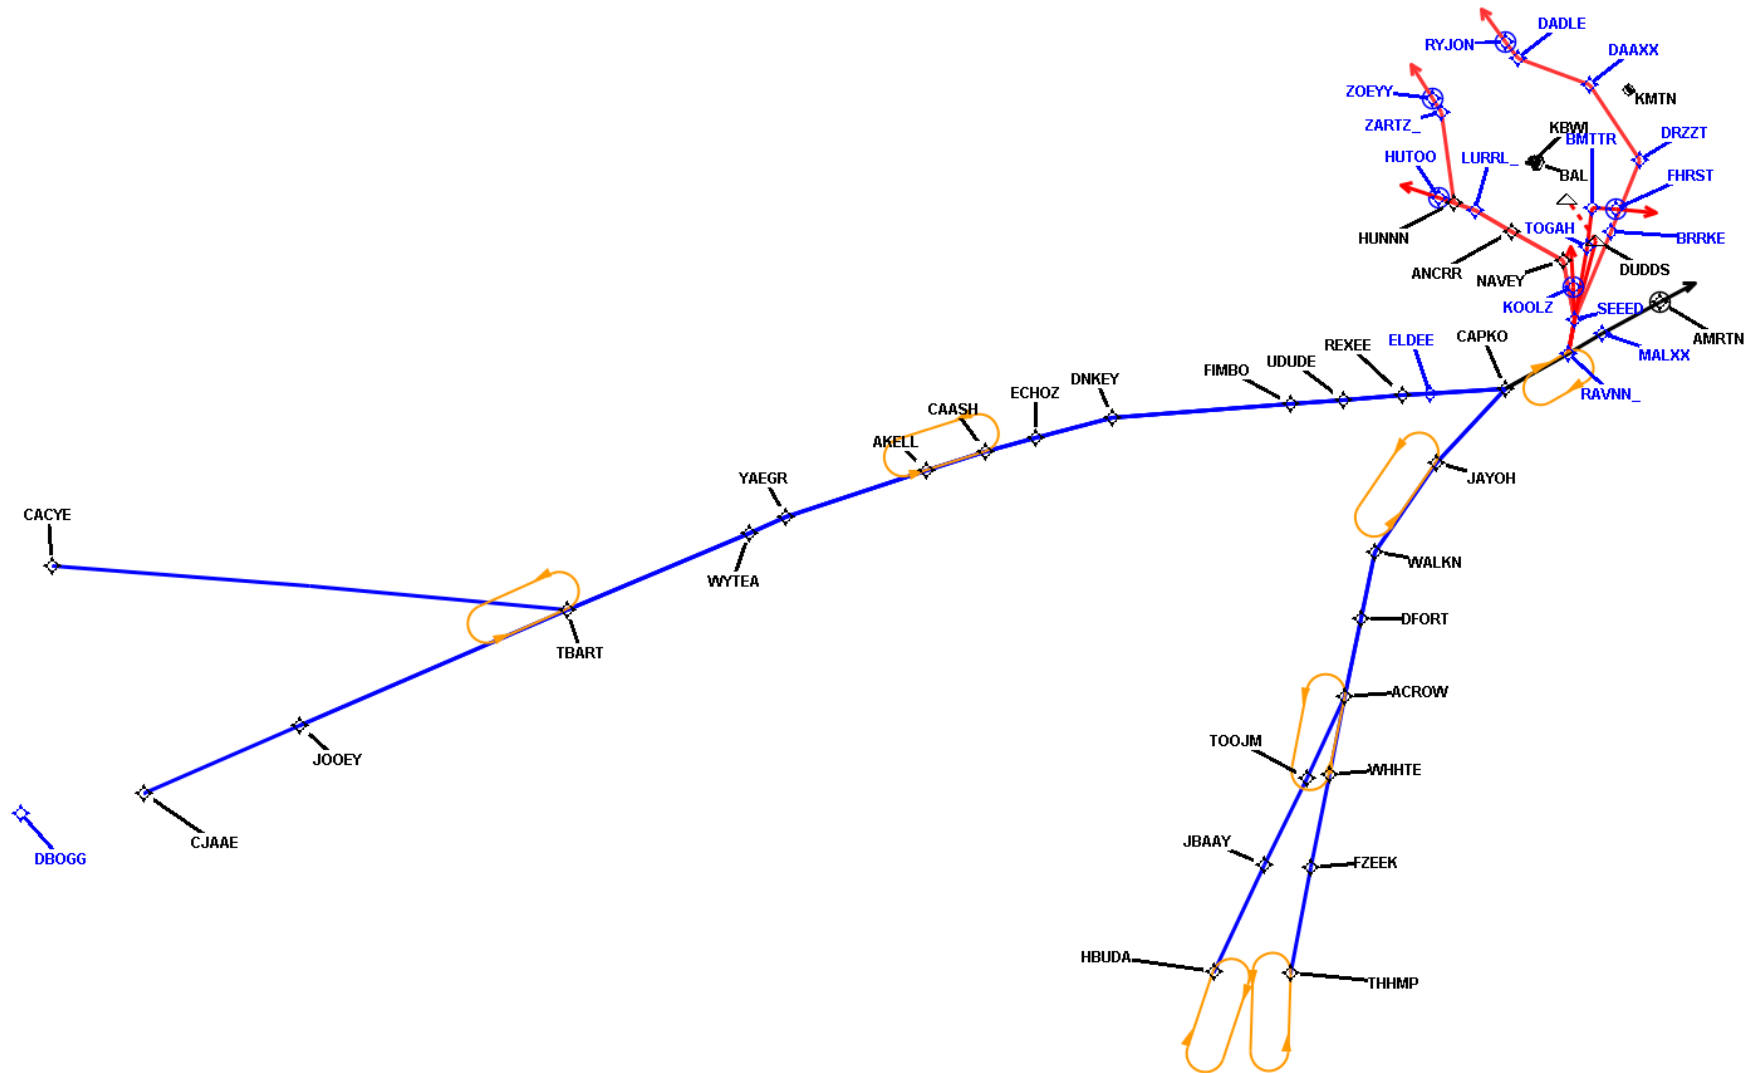 DADLE
RYJON
DAAXX
ZOEYY
KMTN
ZARTZ_
KBWI
BMTTR
DRZZT
HUTOO
LURRL_
BAL
FHRST
HUNNN
TOGAH
BRRKE
ANCRR
NAVEY
DUDDS
KOOLZ
SEEED
AMRTN
MALXX
CAPKO
ELDEE
REXEE
UDUDE
FIMBO
DNKEY
ECHOZ
RAVNN_
CAASH
AKELL
YAEGR
JAYOH
CACYE
WALKN
WYTEA
DFORT
TBART
ACROW
TOOJM
JOOEY
WHHTE
CJAAE
JBAAY
DBOGG
FZEEK
HBUDA
THHMP